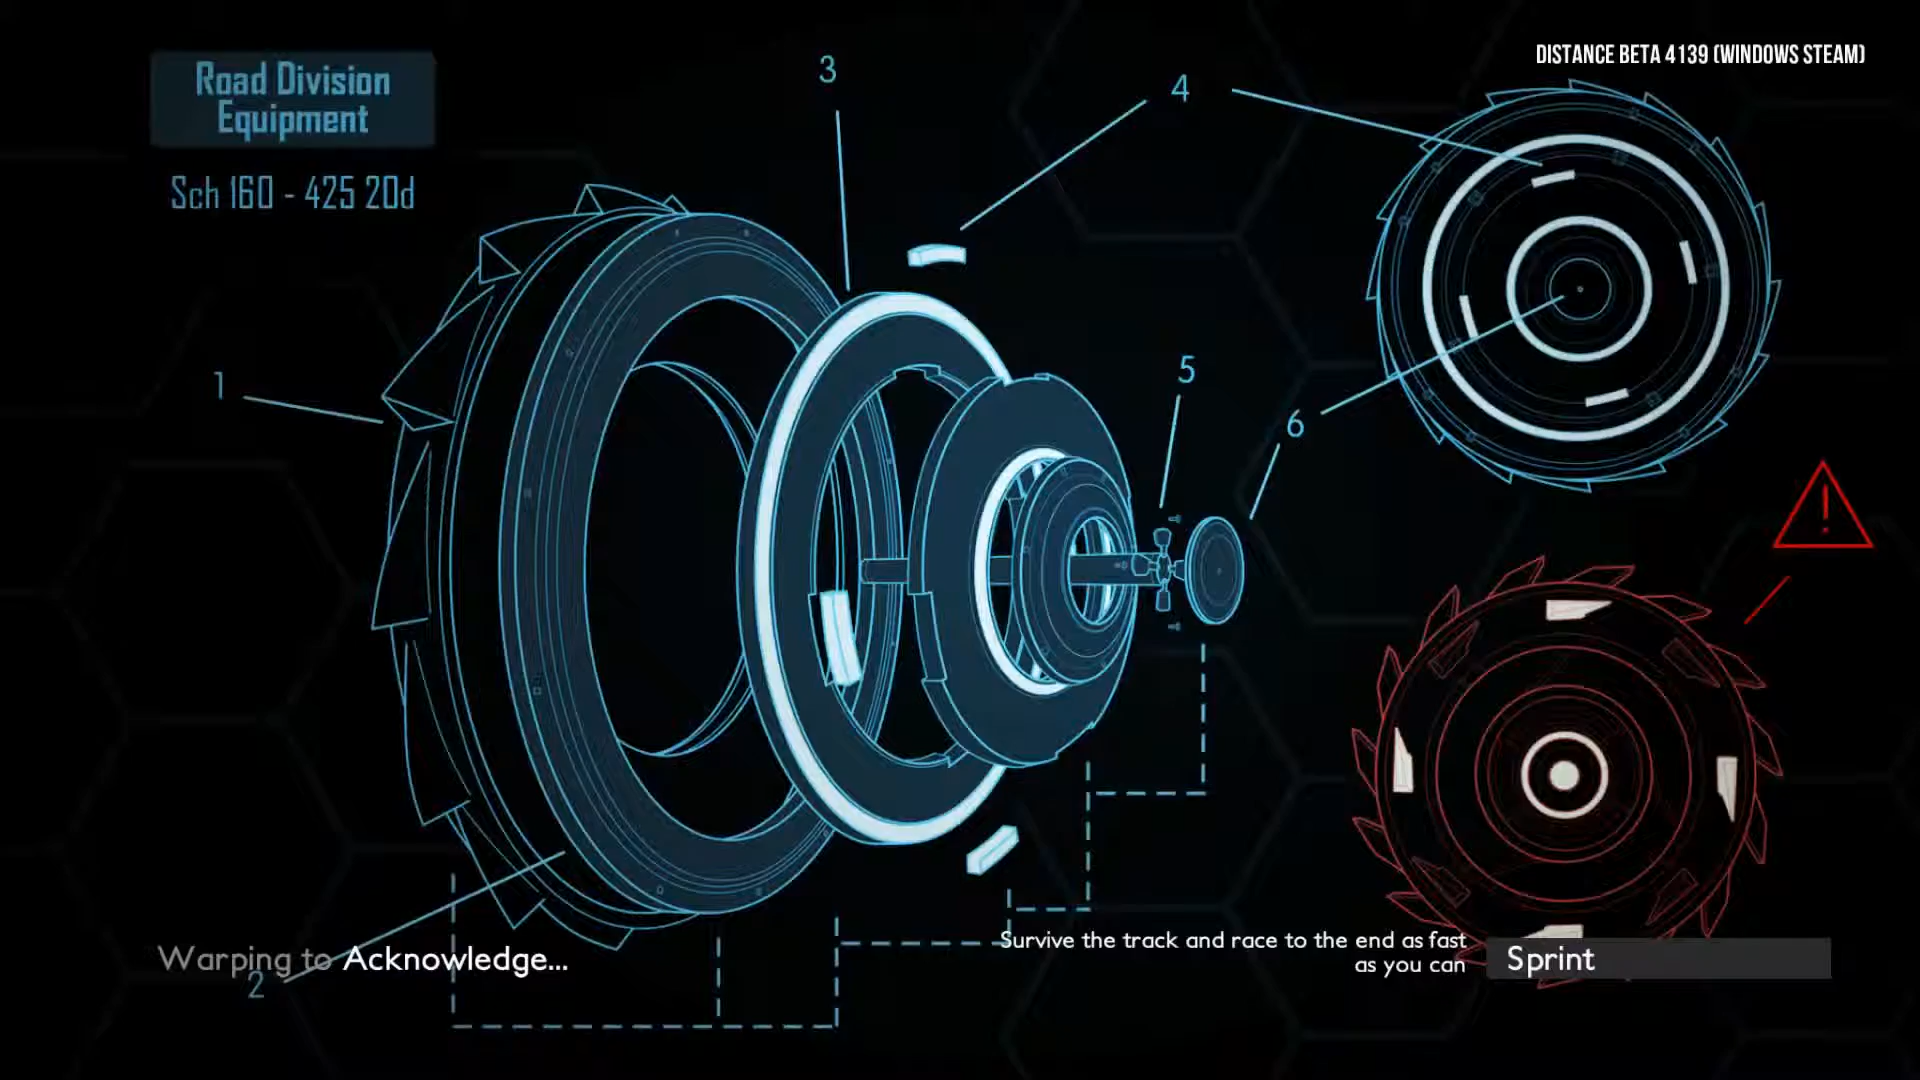 DISTANCE BETA 4139 (WINDOWS STEAM)
Road Division
Equipment
Sch 160 - 425 20d
3
4
1
5
6
!
2
Warping to Acknowledge...
Survive the track and race to the end as fast
as you can
Sprint